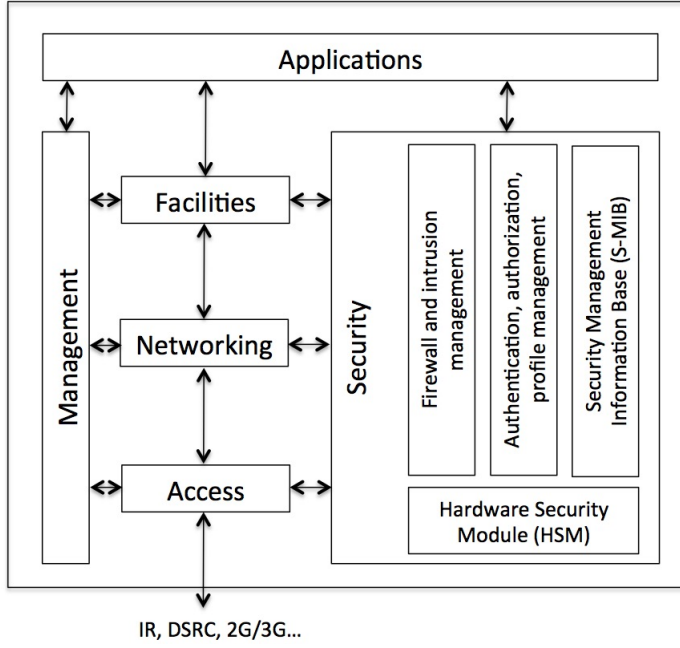 Applications
Management
Facilities
Networking
Access
Security
Firewall and intrusion
management
Authentication, authorization,
profile management
Security Management
Information Base (S-MIB)
Hardware Security
Module (HSM)
IR, DSRC, 2G/3G...